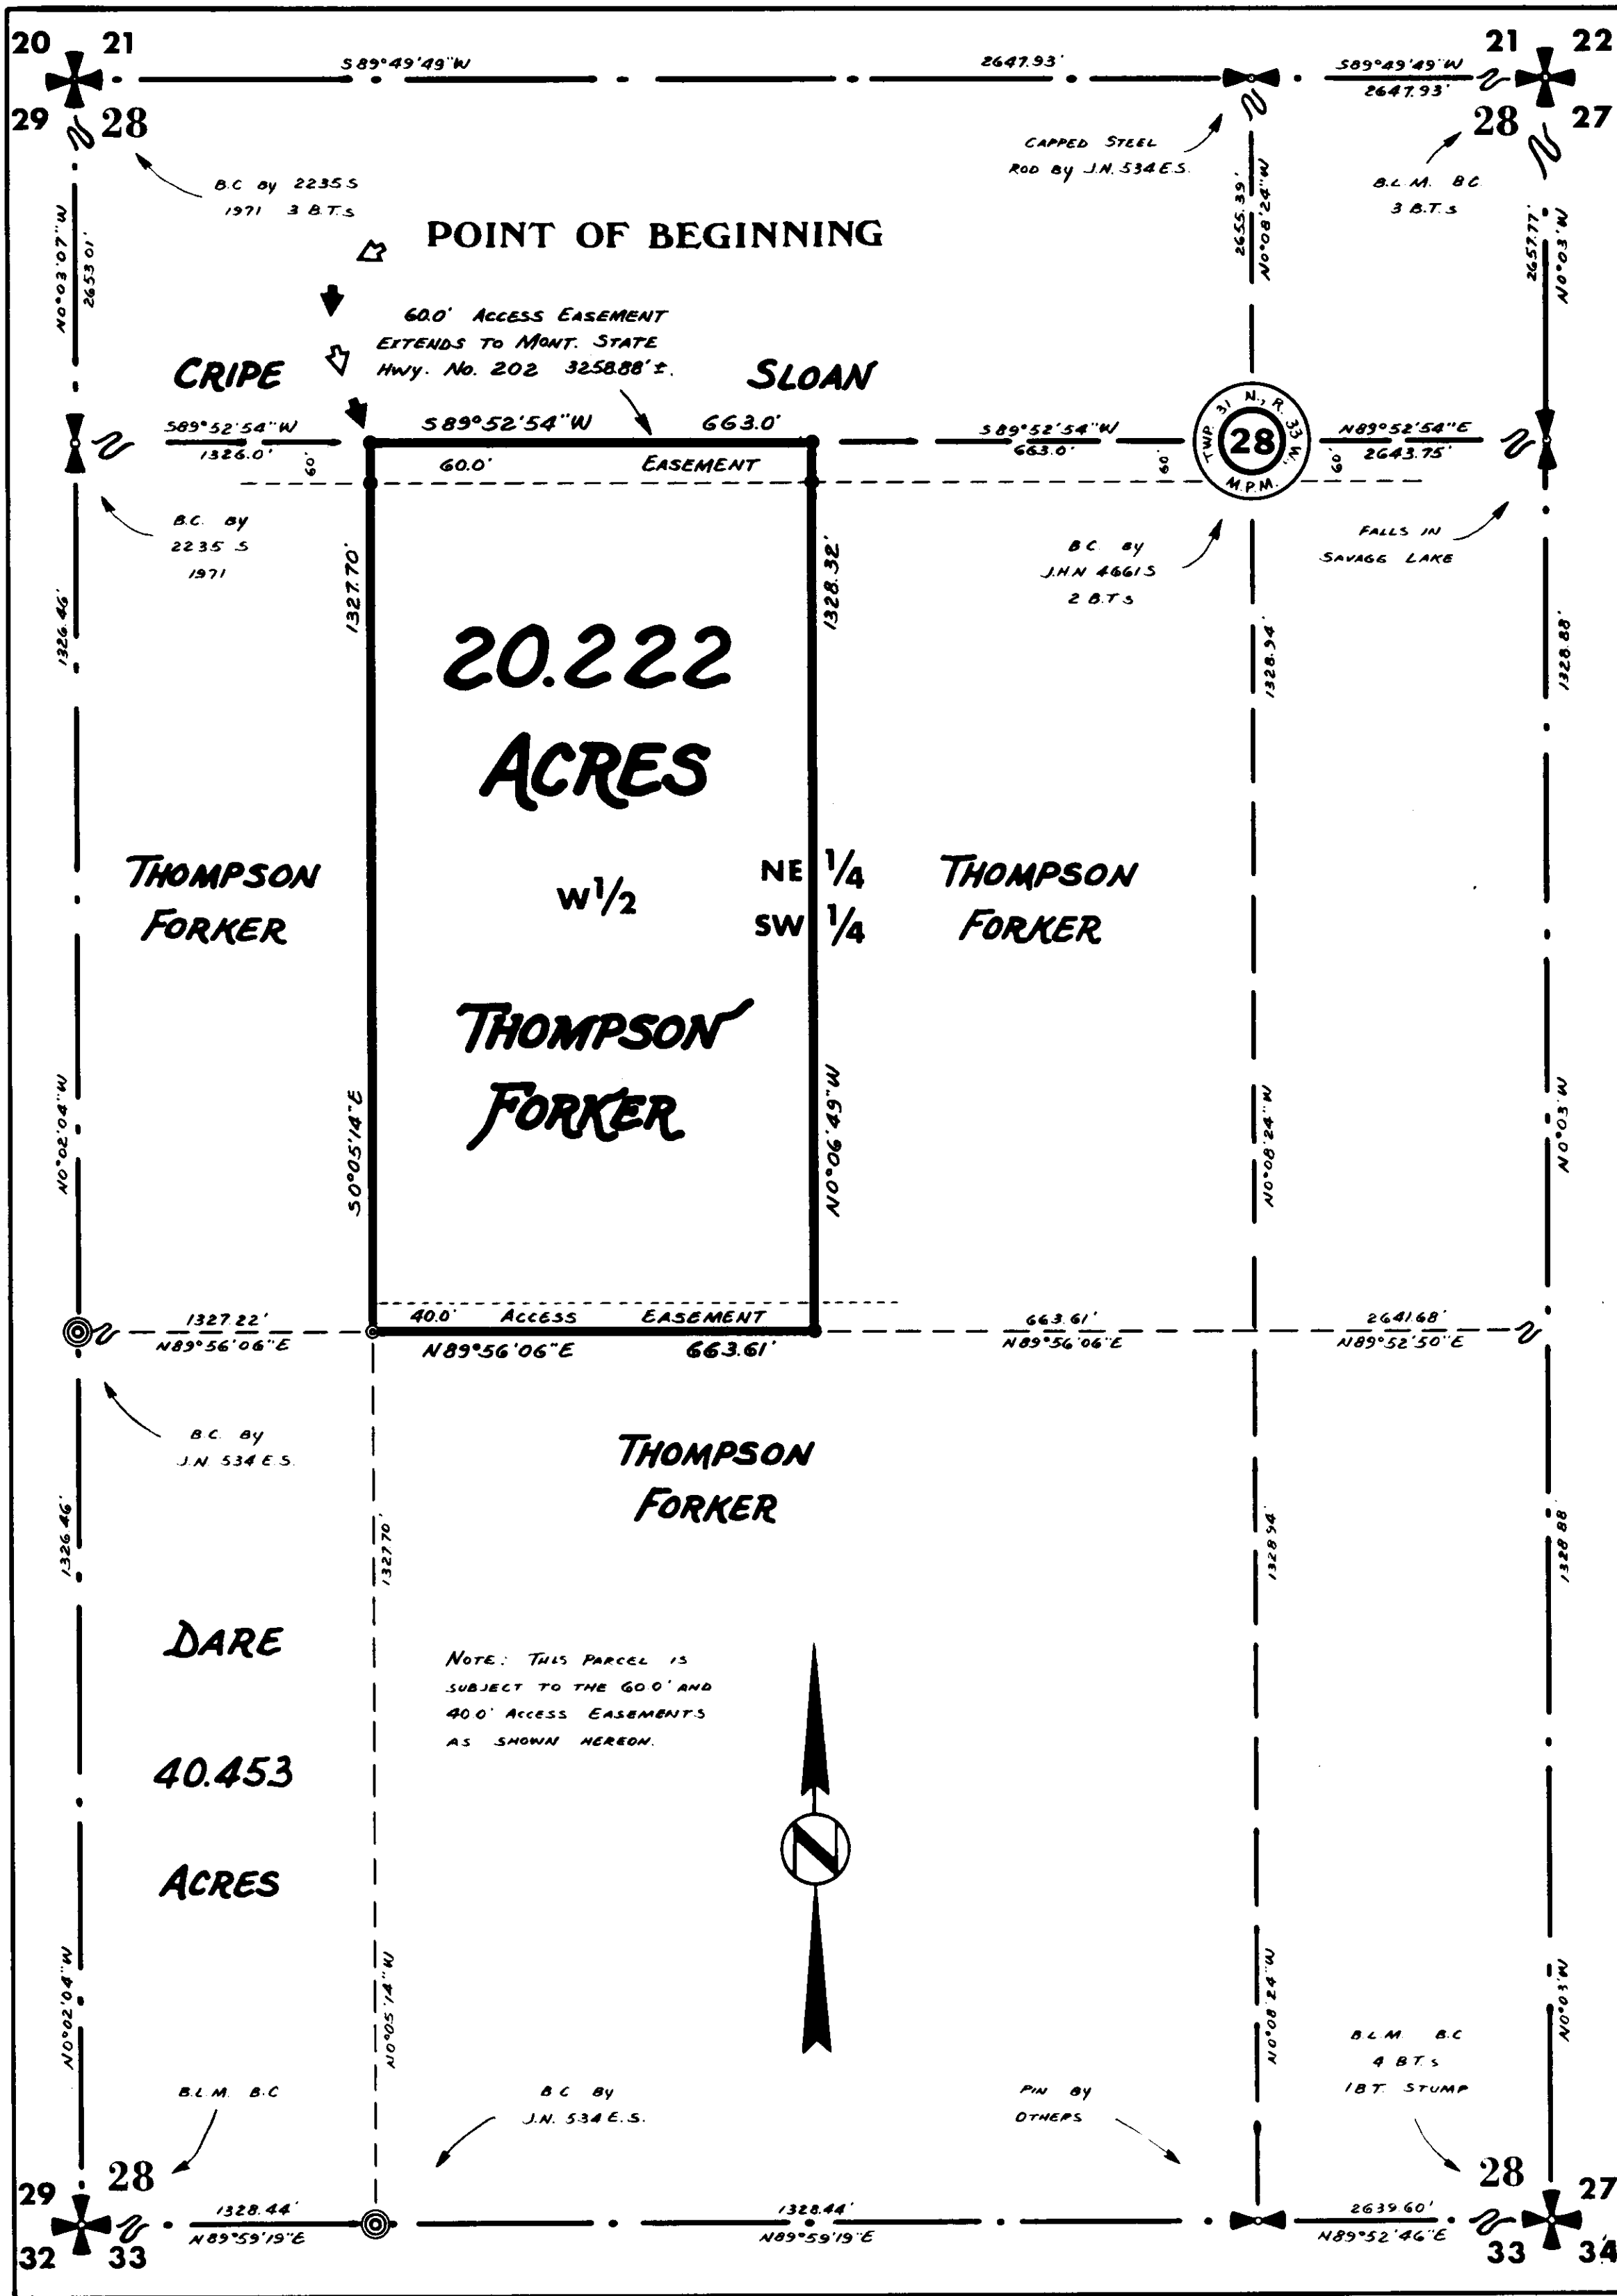 20 21
S89°49'49"W
2647.93'
S89°49'49"W
2647.93'
21 22
29 28
28 27
CAPPED STEEL
ROD By J.N. 534 E.S.
B.C By 2235 S
1971 3 B.T.s
B.L.M. B.C.
3 B.T.s
N0°03'07"W
2653.01'
2655.39'
N0°08'24"W
2657.77'
N0°03'W
POINT OF BEGINNING
60.0' ACCESS EASEMENT
EXTENDS TO MONT. STATE
Hwy. No. 202 3258.88' ±.
CRIPE
SLOAN
S89°52'54"W
1326.0'
60.'
S89°52'54"W 663.0'
60.0' EASEMENT
S89°52'54"W
663.0'
60.'
TWP. 31 N., R. 33 W.,
28
M.P.M.
60.'
N89°52'54"E
2643.75'
B.C. By
2235 S
1971
B.C. By
J.H.N 4661 S
2 B.T.s
FALLS IN
SAVAGE LAKE
1326.46'
1327.70'
1328.32'
1328.94'
1328.88'
20.222
ACRES
THOMPSON
FORKER
W 1/2
NE 1/4
SW 1/4
THOMPSON
FORKER
THOMPSON
FORKER
N0°02'04"W
S0°05'14"E
N0°06'49"W
N0°08'24"W
N0°03'W
40.0' ACCESS EASEMENT
1327.22'
N89°56'06"E
N89°56'06"E 663.61'
663.61'
N89°56'06"E
2641.68'
N89°52'50"E
B.C. By
J.N. 534 E.S.
THOMPSON
FORKER
1326.46'
1327.70'
1328.94'
1328.88'
DARE
40.453
ACRES
NOTE: THIS PARCEL IS
SUBJECT TO THE 60.0' AND
40.0' ACCESS EASEMENTS
AS SHOWN HEREON.
N
N0°02'04"W
N0°05'14"W
N0°08'24"W
N0°03'W
B.L.M. B.C
B.C By
J.N. 534 E.S.
PIN By
OTHERS
B.L.M. B.C
4 B.T.s
1 B.T. STUMP
29 28
28 27
1328.44'
N89°59'19"E
1328.44'
N89°59'19"E
2639.60'
N89°52'46"E
32 33
33 34